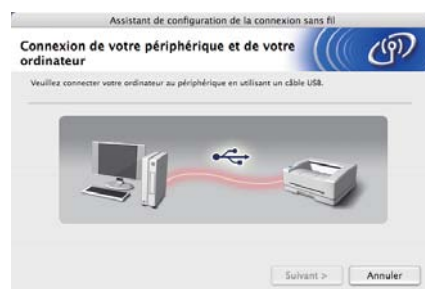 Assistant de configuration de la connexion sans fil
Connexion de votre périphérique et de votre
ordinateur
Veuillez connecter votre ordinateur au périphérique en utilisant un câble USB.
Suivant >
Annuler